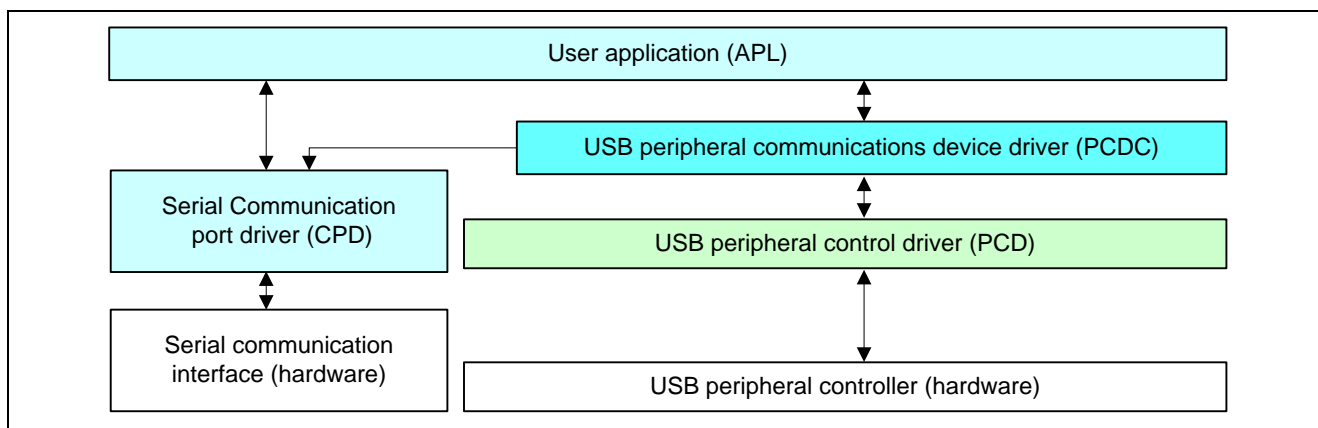 User application (APL)
USB peripheral communications device driver (PCDC)
Serial Communication
port driver (CPD)
USB peripheral control driver (PCD)
Serial communication
interface (hardware)
USB peripheral controller (hardware)